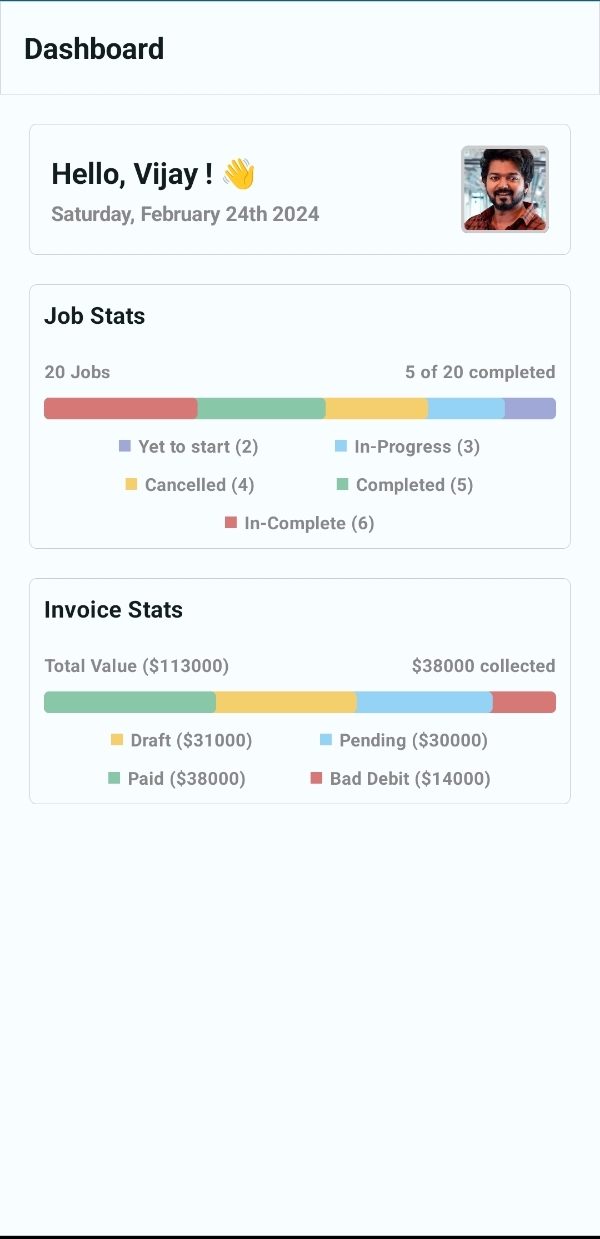 Dashboard
Hello, Vijay ! 👋
Saturday, February 24th 2024
Job Stats
20 Jobs 5 of 20 completed
Yet to start (2) In-Progress (3)
Cancelled (4) Completed (5)
In-Complete (6)
Invoice Stats
Total Value ($113000) $38000 collected
Draft ($31000) Pending ($30000)
Paid ($38000) Bad Debit ($14000)